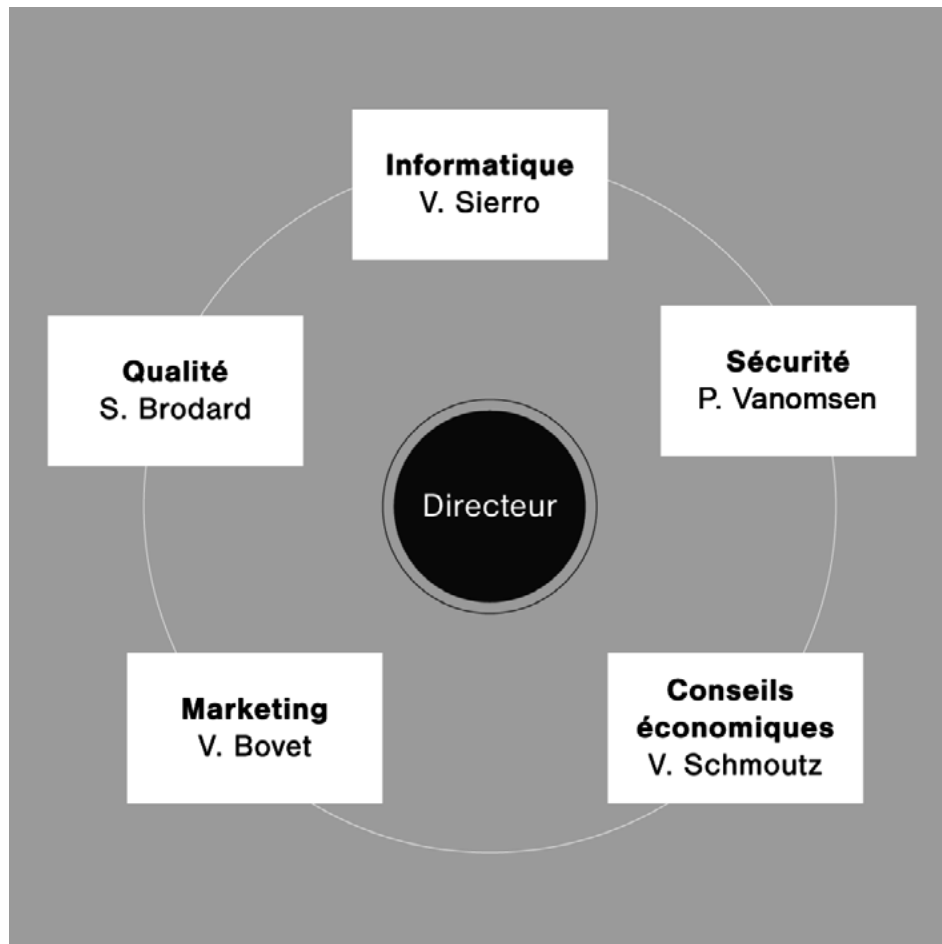 Informatique
V. Sierro
Qualité
S. Brodard
Sécurité
P. Vanomsen
Directeur
Marketing
V. Bovet
Conseils
économiques
V. Schmoutz